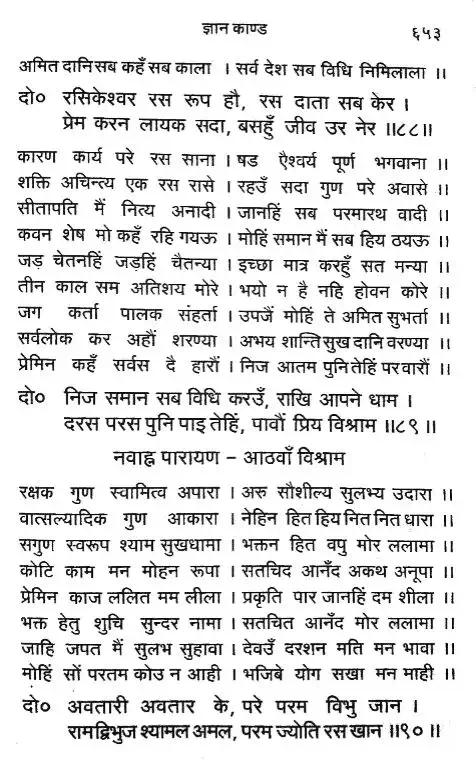 ज्ञान काण्ड ६५३
अमित दानि सब कहँ सब काला । सर्व देश सब विधि निमिलाला ।।
दो० रसिकेश्वर रस रूप हौ, रस दाता सब केर ।
प्रेम करन लायक सदा, बसहुँ जीव उर नेर ।।८८।।
कारण कार्य परे रस साना । षड ऐश्वर्य पूर्ण भगवाना ।।
शक्ति अचिन्त्य एक रस रासे । रहउँ सदा गुण परे अवासे ।।
सीतापति मैं नित्य अनादी । जानहिं सब परमारथ वादी ।।
कवन शेष मो कहँ रहि गयऊ । मोहिं समान मैं सब हिय ठयऊ ।।
जड़ चेतनहिं जड़हिं चैतन्या । इच्छा मात्र करहुँ सत मन्या ।।
तीन काल सम अतिशय मोरे । भयो न है नहि होवन कोरे ।।
जग कर्ता पालक संहर्ता । उपजैं मोहिं ते अमित सुभर्ता ।।
सर्वलोक कर अहौं शरण्या । अभय शान्ति सुख दानि वरण्या ।।
प्रेमिन कहँ सर्वस दै हारौं । निज आतम पुनि तेहिं पर वारौं ।।
दो० निज समान सब विधि करउँ, राखि आपने धाम ।
दरस परस पुनि पाइ तेहिं, पावौं प्रिय विश्राम ।।८९।।
नवाह्न पारायण – आठवाँ विश्राम
रक्षक गुण स्वामित्व अपारा । अरु सौशील्य सुलभ्य उदारा ।।
वात्सल्यादिक गुण आकारा । नेहिन हित हिय नित नित धारा ।।
सगुण स्वरूप श्याम सुखधामा । भक्तन हित वपु मोर ललामा ।।
कोटि काम मन मोहन रूपा । सतचिद आनँद अकथ अनूपा ।।
प्रेमिन काज ललित मम लीला । प्रकृति पार जानहिं दम शीला ।।
भक्त हेतु शुचि सुन्दर नामा । सतचित आनँद मोर ललामा ।।
जाहि जपत मैं सुलभ सुहावा । देवउँ दरशन मति मन भावा ।।
मोहिं सों परतम कोउ न आही । भजिबे योग सखा मन माही ।।
दो० अवतारी अवतार के, परे परम विभु जान ।
रामद्विभुज श्यामल अमल, परम ज्योति रस खान ।।९०।।